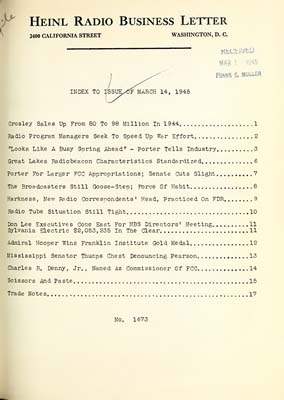 HEINL RADIO BUSINESS LETTER
2400 CALIFORNIA STREET WASHINGTON, D. C.
RECEIVED
MAR 1 1945
FRANK E. MULLEN
INDEX TO ISSUE OF MARCH 14, 1945
Crosley Sales Up From 80 To 98 Million In 1944,.................1
Radio Program Managers Seek To Speed Up War Effort..............2
"Looks Like A Busy Spring Ahead" - Porter Tells Industry........3
Great Lakes Radiobeacon Characteristics Standardized............6
Porter For Larger FCC Appropriations; Senate Cuts Slight........7
The Broadcasters Still Goose-Step; Force Of Habit...............8
Harkness, New Radio Correspondents' Head, Practiced On FDR......9
Radio Tube Situation Still Tight................................10
Don Lee Executives Come East For MBS Directors' Meeting.........11
Sylvania Electric $2,053,235 In The Clear.......................11
Admiral Hooper Wins Franklin Institute Gold Medal...............12
Mississippi Senator Thumps Chest Denouncing Pearson.............13
Charles R. Denny, Jr., Named As Commissioner Of FCC.............14
Scissors And Paste..............................................15
Trade Notes.....................................................17
No. 1673